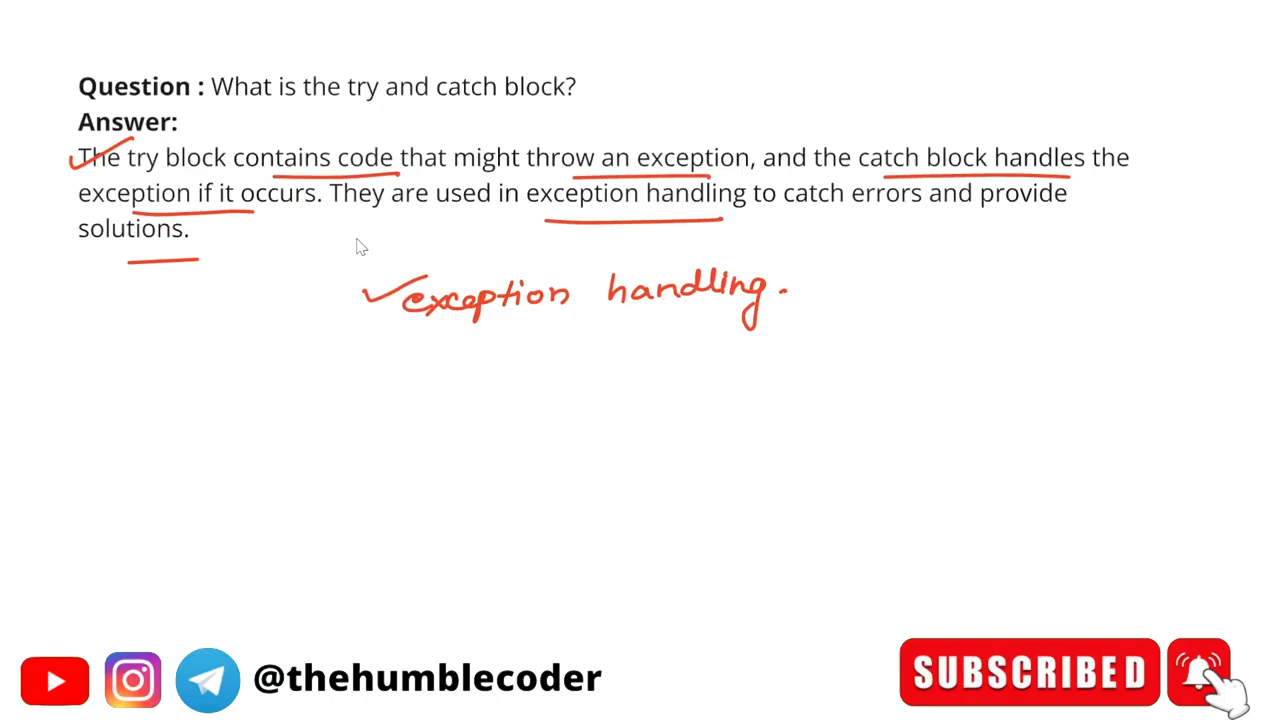 Question : What is the try and catch block?
Answer:
The try block contains code that might throw an exception, and the catch block handles the
exception if it occurs. They are used in exception handling to catch errors and provide
solutions.
exception handling.
@thehumblecoder
SUBSCRIBED